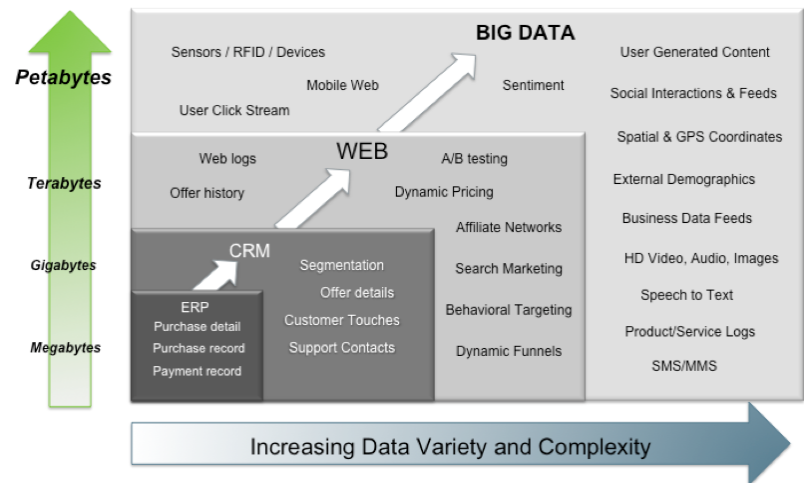 Petabytes
Terabytes
Gigabytes
Megabytes
BIG DATA
Sensors / RFID / Devices
Mobile Web
Sentiment
User Click Stream
User Generated Content
Social Interactions & Feeds
Spatial & GPS Coordinates
External Demographics
Business Data Feeds
HD Video, Audio, Images
Speech to Text
Product/Service Logs
SMS/MMS
WEB
Web logs
A/B testing
Offer history
Dynamic Pricing
Affiliate Networks
Search Marketing
Behavioral Targeting
Dynamic Funnels
CRM
Segmentation
Offer details
Customer Touches
Support Contacts
ERP
Purchase detail
Purchase record
Payment record
Increasing Data Variety and Complexity